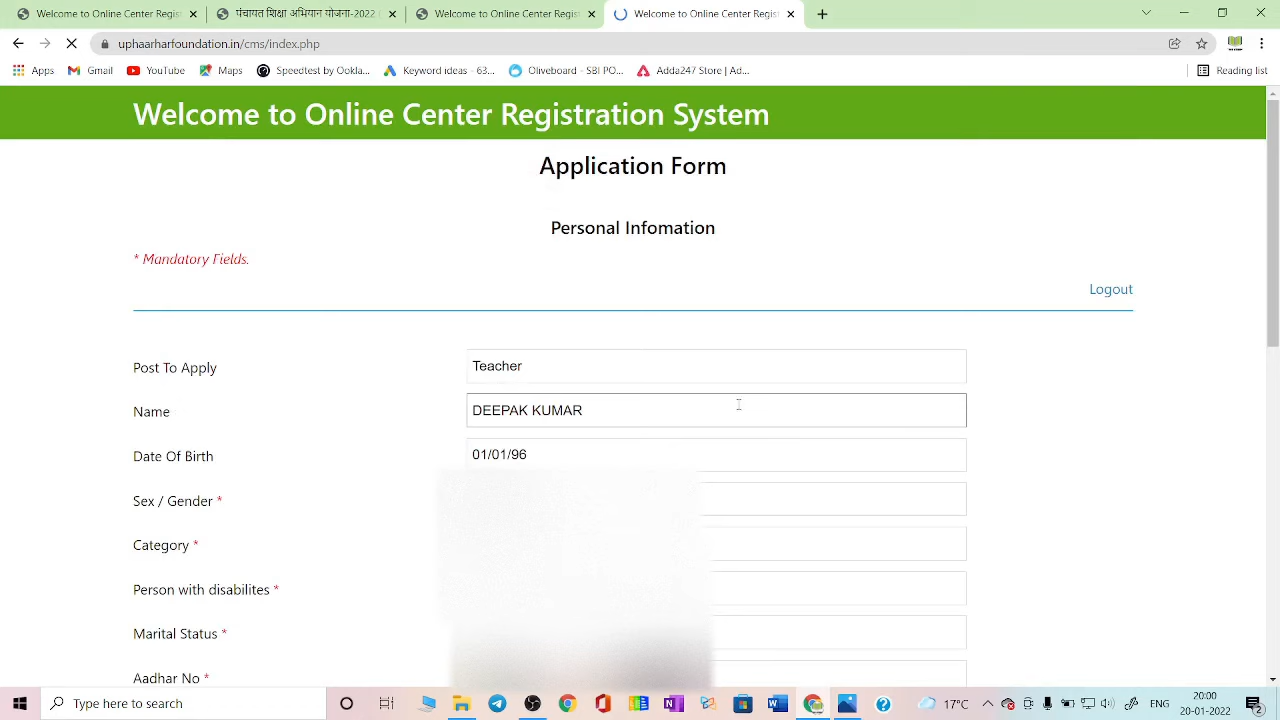 Welcome to Online Center Regist
पंचायत शिक्षा अभियान योजना-2022
Welcome to Online Center Regist
Welcome to Online Center Regist
uphaarharfoundation.in/cms/index.php
Apps
Gmail
YouTube
Maps
Speedtest by Ookla...
Keyword ideas - 63...
Oliveboard - SBI PO...
Adda247 Store | Ad...
Reading list
Welcome to Online Center Registration System
Application Form
Personal Infomation
* Mandatory Fields.
Logout
Post To Apply
Teacher
Name
DEEPAK KUMAR
Date Of Birth
01/01/96
Sex / Gender *
Category *
Person with disabilites *
Marital Status *
Aadhar No *
Type here to search
17°C
20:00
20-01-2022
2